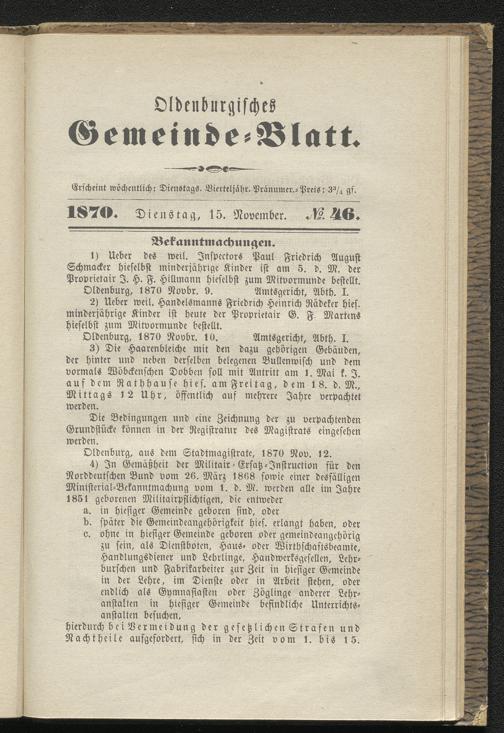 Oldenburgisches
Gemeinde-Blatt.
Erscheint wöchentlich: Dienstags. Vierteljähr. Pränumer.-Preis: 3¾ gs.
1870. Dienstag, 15. November. № 46.
Bekanntmachungen.
1) Ueber des weil. Inspectors Paul Friedrich August
Schmacker hieselbst minderjährige Kinder ist am 5. d. M. der
Proprietair J. H. F. Hillmann hieselbst zum Mitvormunde bestellt.
Oldenburg, 1870 Novbr. 9. Amtsgericht, Abth. I.
2) Ueber weil. Handelsmanns Friedrich Heinrich Rädeker hies.
minderjährige Kinder ist heute der Proprietair G. F. Martens
hieselbst zum Mitvormunde bestellt.
Oldenburg, 1870 Novbr. 10. Amtsgericht, Abth. I.
3) Die Haarenbleiche mit den dazu gehörigen Gebäuden,
der hinter und neben derselben belegenen Bullenwisch und dem
vormals Wöbckenschen Dobben soll mit Antritt am 1. Mai k. J.
auf dem Rathhause hies. am Freitag, dem 18. d. M.,
Mittags 12 Uhr, öffentlich auf mehrere Jahre verpachtet
werden.
Die Bedingungen und eine Zeichnung der zu verpachtenden
Grundstücke können in der Registratur des Magistrats eingesehen
werden.
Oldenburg, aus dem Stadtmagistrate, 1870 Nov. 12.
4) In Gemäßheit der Militair-Ersatz-Instruction für den
Norddeutschen Bund vom 26. März 1868 sowie einer desfälligen
Ministerial-Bekanntmachung vom 1. d. M. werden alle im Jahre
1851 geborenen Militairpflichtigen, die entweder
a. in hiesiger Gemeinde geboren sind, oder
b. später die Gemeindeangehörigkeit hies. erlangt haben, oder
c. ohne in hiesiger Gemeinde geboren oder gemeindeangehörig
zu sein, als Dienstboten, Haus- oder Wirthschaftsbeamte,
Handlungsdiener und Lehrlinge, Handwerksgesellen, Lehr-
burschen und Fabrikarbeiter zur Zeit in hiesiger Gemeinde
in der Lehre, im Dienste oder in Arbeit stehen, oder
endlich als Gymnasiasten oder Zöglinge anderer Lehr-
anstalten in hiesiger Gemeinde befindliche Unterrichts-
anstalten besuchen,
hierdurch bei Vermeidung der gesetzlichen Strafen und
Nachtheile aufgefordert, sich in der Zeit vom 1. bis 15.